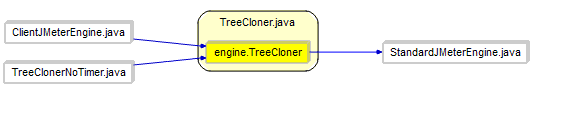 TreeCloner.java
ClientJMeterEngine.java
engine.TreeCloner
StandardJMeterEngine.java
TreeClonerNoTimer.java